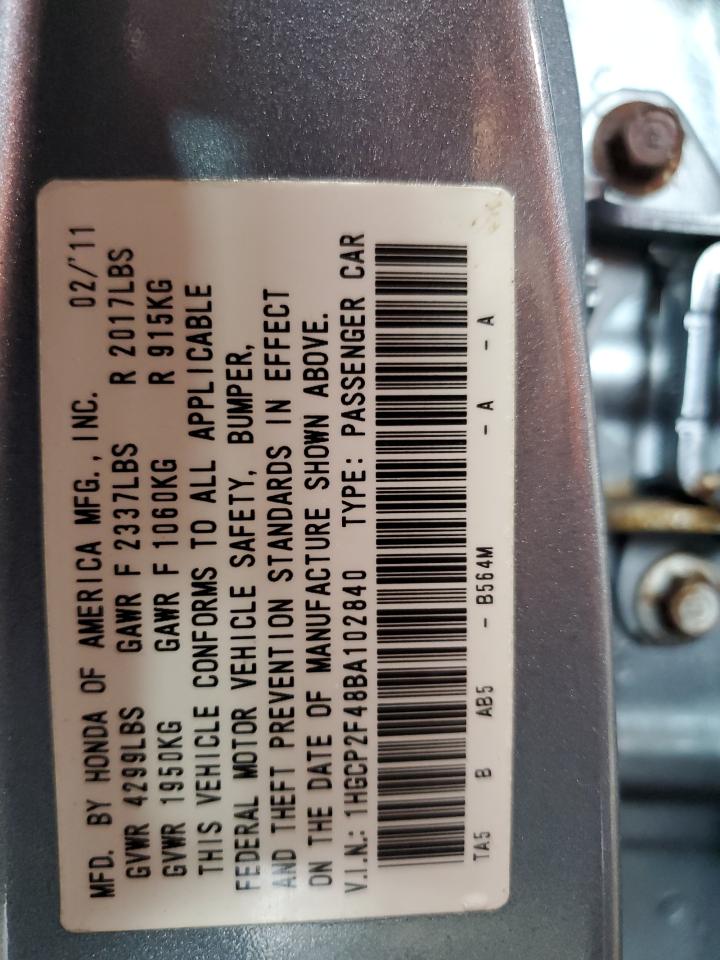 MFD. BY HONDA OF AMERICA MFG., INC. 02/'11
GVWR 4299LBS GAWR F 2337LBS R 2017LBS
GVWR 1950KG GAWR F 1060KG R 915KG
THIS VEHICLE CONFORMS TO ALL APPLICABLE
FEDERAL MOTOR VEHICLE SAFETY, BUMPER,
AND THEFT PREVENTION STANDARDS IN EFFECT
ON THE DATE OF MANUFACTURE SHOWN ABOVE.
V.I.N.: 1HGCP2F48BA102840 TYPE: PASSENGER CAR
TA5 B AB5 - B564M - A - A